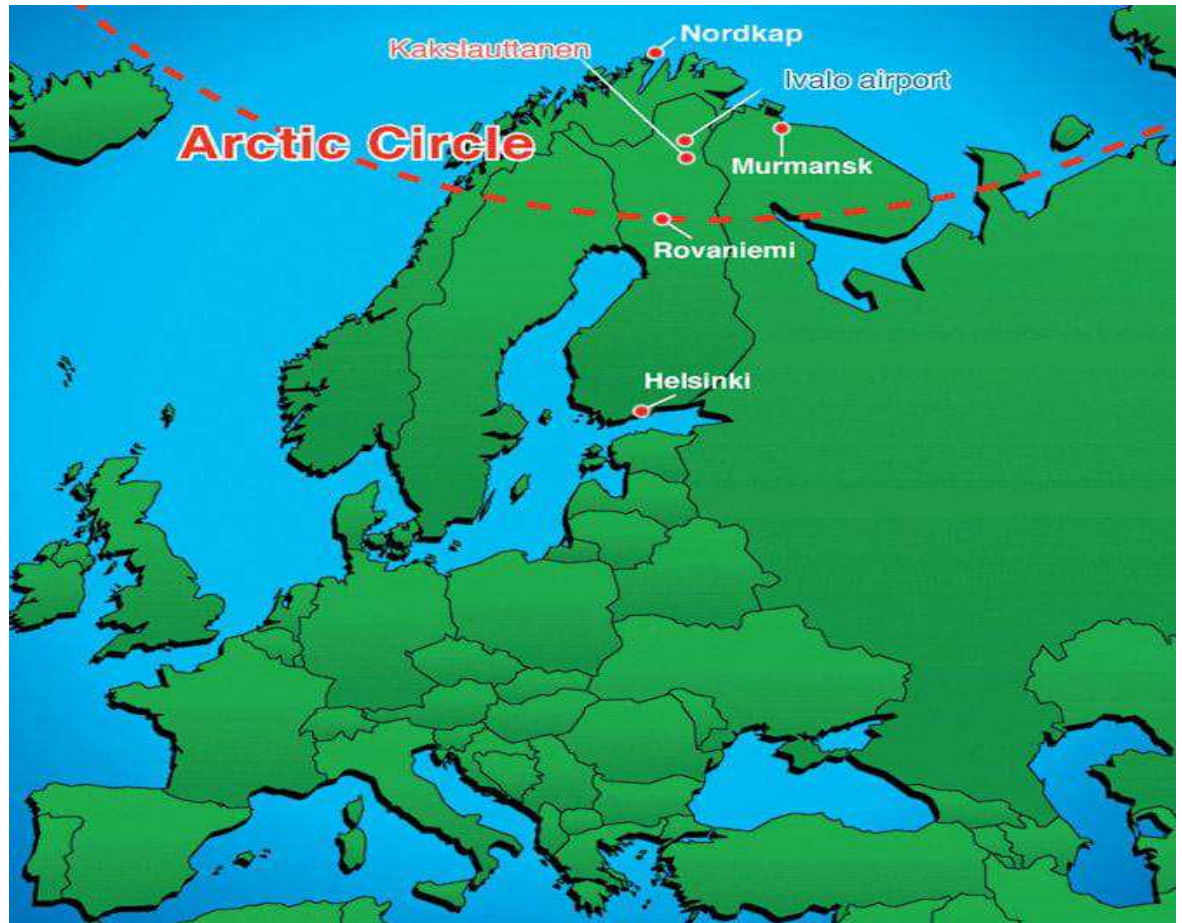 Nordkap
Kakslauttanen
Ivalo airport
Arctic Circle
Murmansk
Rovaniemi
Helsinki